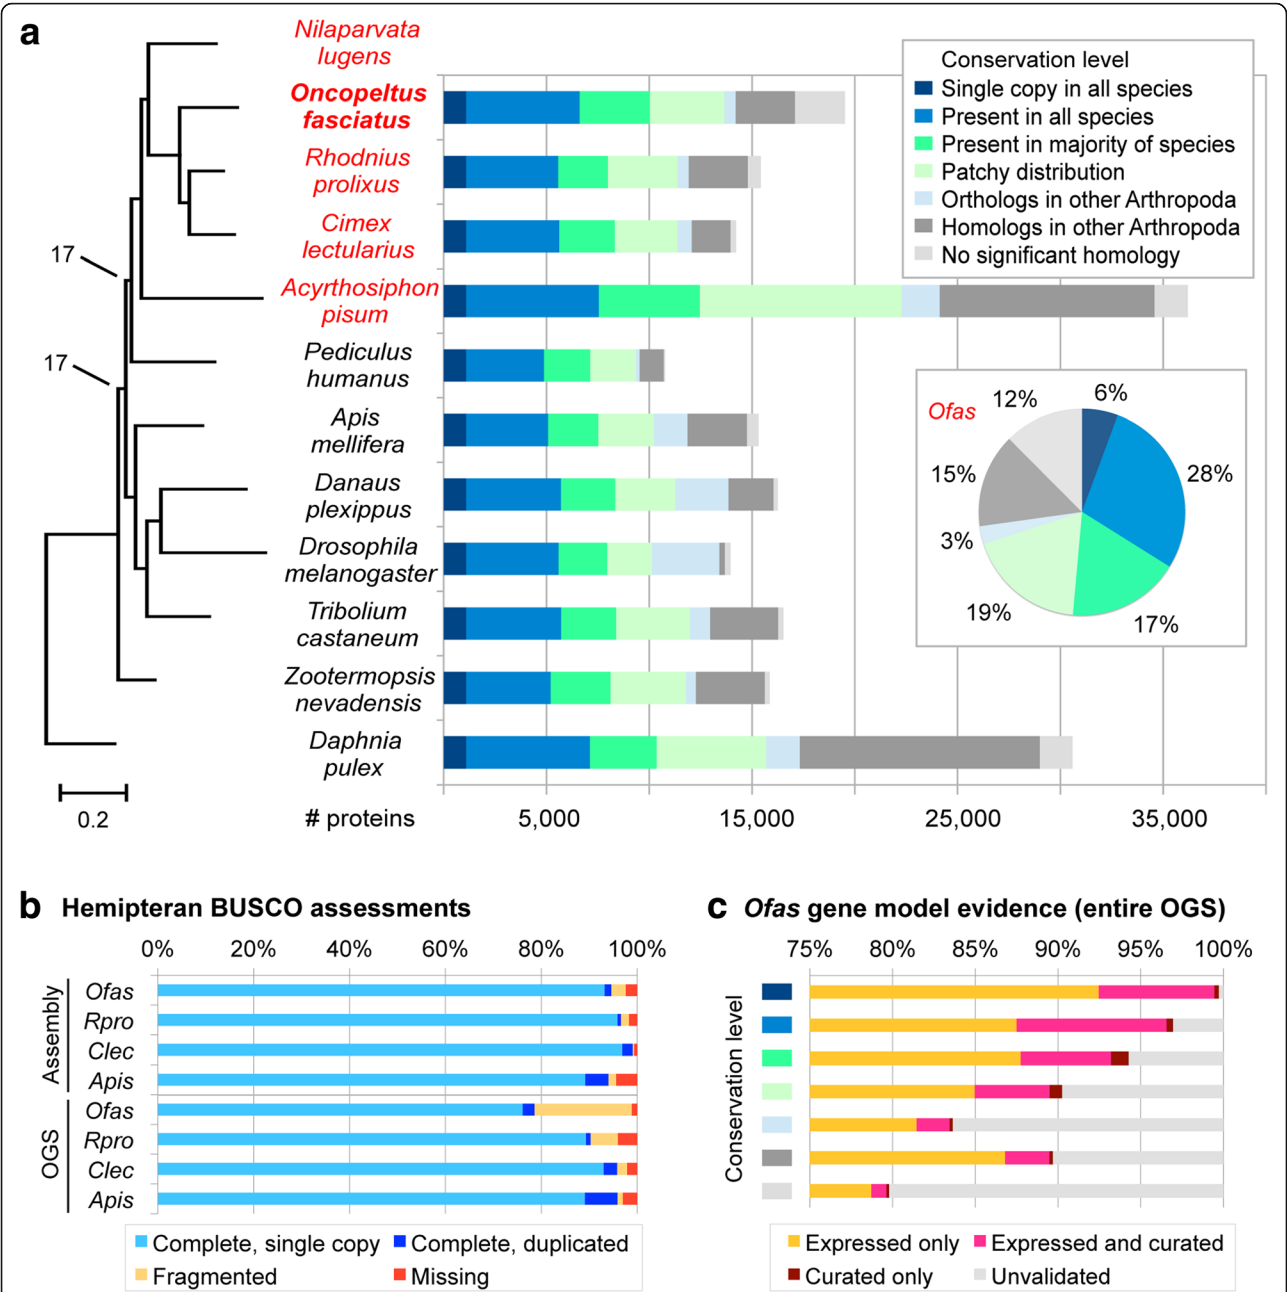 a
Nilaparvata
lugens
Oncopeltus
fasciatus
Rhodnius
prolixus
Cimex
lectularius
Acyrthosiphon
pisum
Pediculus
humanus
Apis
mellifera
Danaus
plexippus
Drosophila
melanogaster
Tribolium
castaneum
Zootermopsis
nevadensis
Daphnia
pulex
17
17
0.2
# proteins
5,000
15,000
25,000
35,000
Conservation level
Single copy in all species
Present in all species
Present in majority of species
Patchy distribution
Orthologs in other Arthropoda
Homologs in other Arthropoda
No significant homology
Ofas
12%
6%
28%
17%
19%
3%
15%
b Hemipteran BUSCO assessments
0% 20% 40% 60% 80% 100%
Assembly
Ofas
Rpro
Clec
Apis
OGS
Ofas
Rpro
Clec
Apis
Complete, single copy
Complete, duplicated
Fragmented
Missing
c Ofas gene model evidence (entire OGS)
75% 80% 85% 90% 95% 100%
Conservation level
Expressed only
Expressed and curated
Curated only
Unvalidated